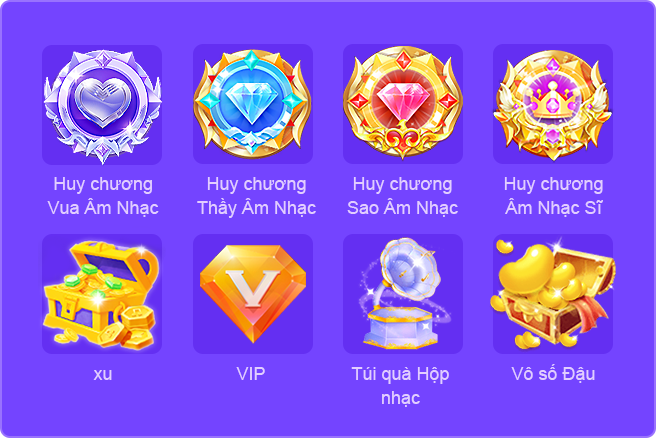 Huy chương
Vua Âm Nhạc
Huy chương
Thầy Âm Nhạc
Huy chương
Sao Âm Nhạc
Huy chương
Âm Nhạc Sĩ
V
xu
VIP
Túi quà Hộp
nhạc
Vô số Đậu